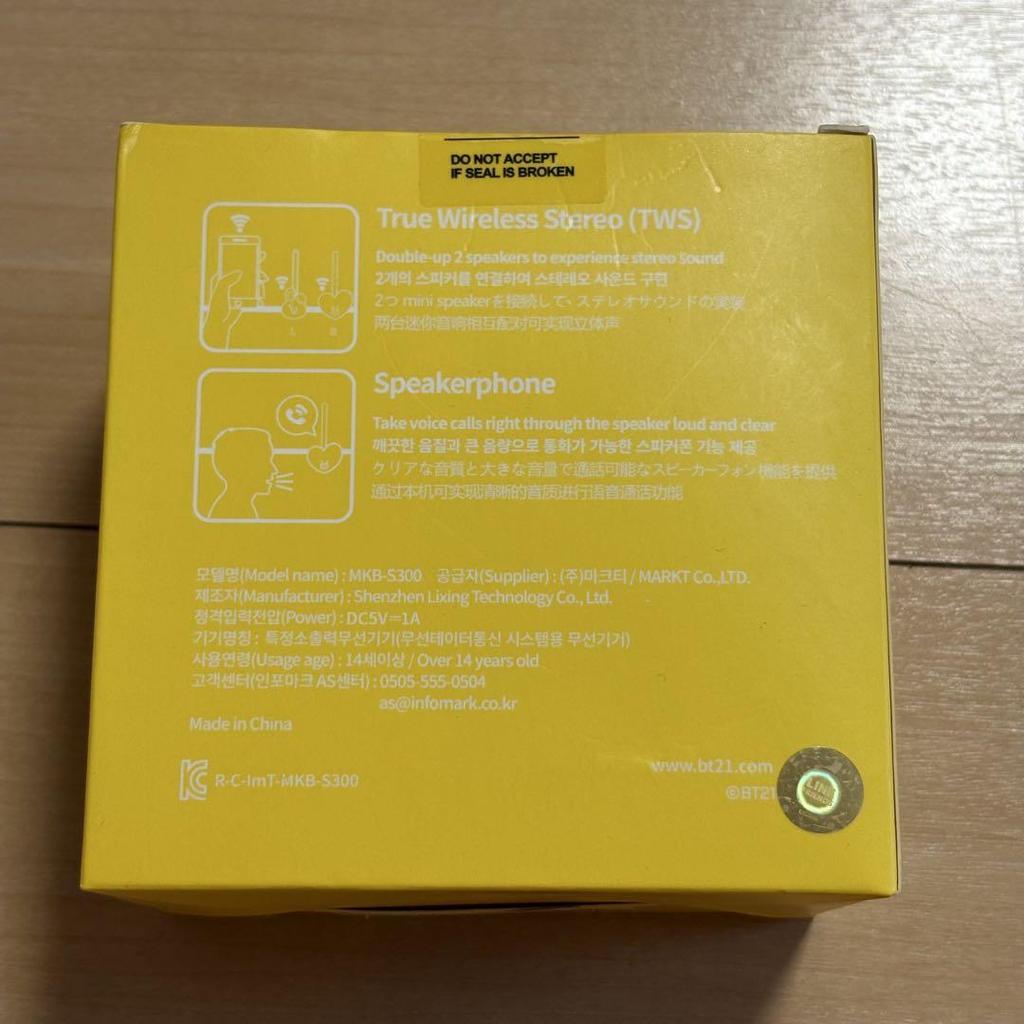 DO NOT ACCEPT
IF SEAL IS BROKEN
True Wireless Stereo (TWS)
Double-up 2 speakers to experience stereo sound
2개의 스피커를 연결하여 스테레오 사운드 구현
2つ mini speakerを接続して、ステレオサウンドの実現
两台迷你音响相互配对可实现立体声
L R
Speakerphone
Take voice calls right through the speaker loud and clear
깨끗한 음질과 큰 음량으로 통화가 가능한 스피커폰 기능 제공
クリアな音質と大きな音量で通話可能なスピーカーフォン機能を提供
通过本机可实现清晰的音质进行语音通话功能
모델명(Model name) : MKB-S300 공급자(Supplier) : (주)마크티 / MARKT Co.,LTD.
제조자(Manufacturer) : Shenzhen Lixing Technology Co., Ltd.
정격입력전압(Power) : DC5V⎓1A
기기명칭 : 특정소출력무선기기(무선데이터통신 시스템용 무선기기)
사용연령(Usage age) : 14세이상 / Over 14 years old
고객센터(인포마크 AS센터) : 0505-555-0504
as@infomark.co.kr
Made in China
R-C-ImT-MKB-S300
www.bt21.com
©BT21
LINE